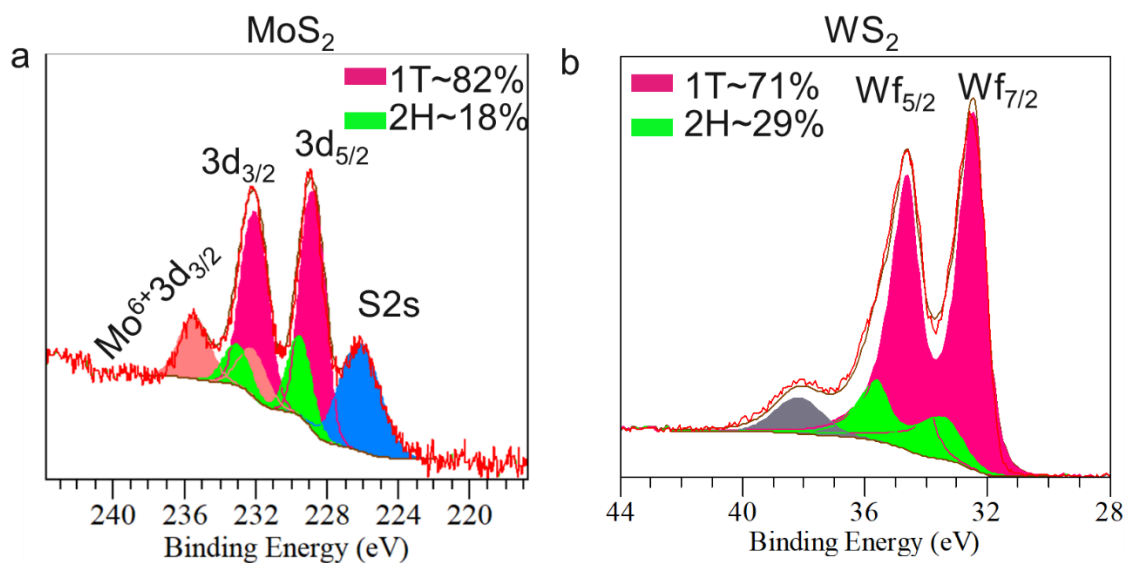 MoS₂
a
1T~82%
2H~18%
3d₃/₂
3d₅/₂
Mo⁶⁺3d₃/₂
S2s
240 236 232 228 224 220
Binding Energy (eV)
WS₂
b
1T~71%
2H~29%
Wf₅/₂
Wf₇/₂
44 40 36 32 28
Binding Energy (eV)